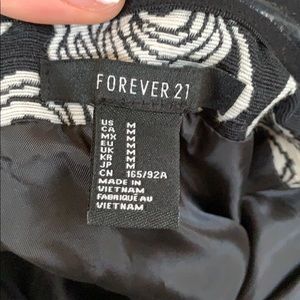 FOREVER 21
US M
CA M
MX M
EU M
UK M
KR M
JP M
CN 165/92A
MADE IN
VIETNAM
FABRIQUÉ AU
VIETNAM